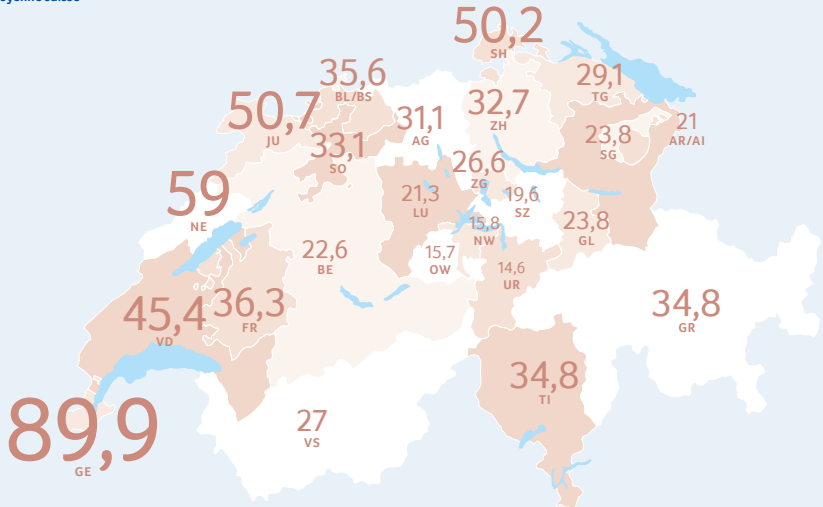 50,2
SH
35,6
BL/BS
29,1
TG
50,7
JU
31,1
AG
32,7
ZH
21
AR/AI
33,1
SO
23,8
SG
26,6
ZG
59
NE
21,3
LU
19,6
SZ
15,8
NW
23,8
GL
22,6
BE
15,7
OW
14,6
UR
45,4
VD
36,3
FR
34,8
GR
34,8
TI
89,9
GE
27
VS